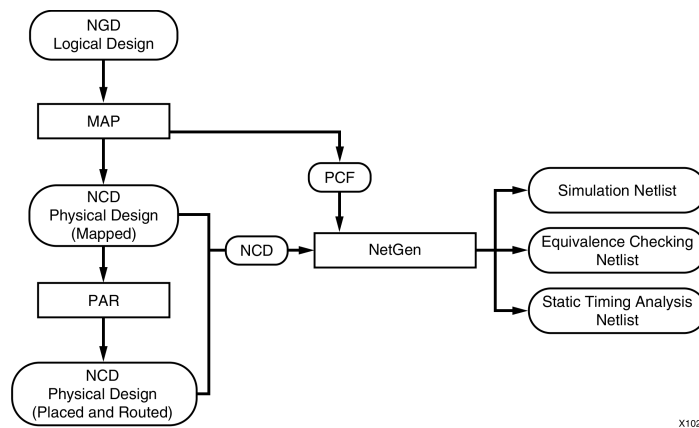 NGD
Logical Design
MAP
PCF
NCD
Physical Design
(Mapped)
NCD
NetGen
Simulation Netlist
Equivalence Checking
Netlist
Static Timing Analysis
Netlist
PAR
NCD
Physical Design
(Placed and Routed)
X102